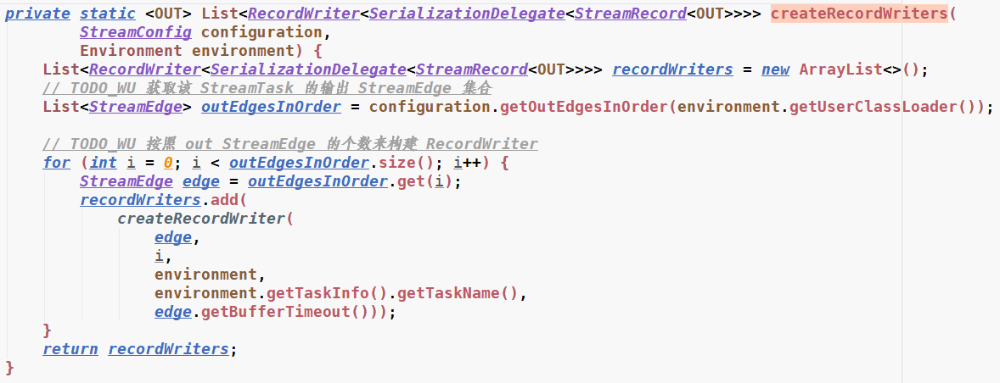 private static <OUT> List<RecordWriter<SerializationDelegate<StreamRecord<OUT>>>> createRecordWriters(
        StreamConfig configuration,
        Environment environment) {
    List<RecordWriter<SerializationDelegate<StreamRecord<OUT>>>> recordWriters = new ArrayList<>();
    // TODO_WU 获取该 StreamTask 的输出 StreamEdge 集合
    List<StreamEdge> outEdgesInOrder = configuration.getOutEdgesInOrder(environment.getUserClassLoader());

    // TODO_WU 按照 out StreamEdge 的个数来构建 RecordWriter
    for (int i = 0; i < outEdgesInOrder.size(); i++) {
        StreamEdge edge = outEdgesInOrder.get(i);
        recordWriters.add(
            createRecordWriter(
                edge,
                i,
                environment,
                environment.getTaskInfo().getTaskName(),
                edge.getBufferTimeout()));
    }
    return recordWriters;
}